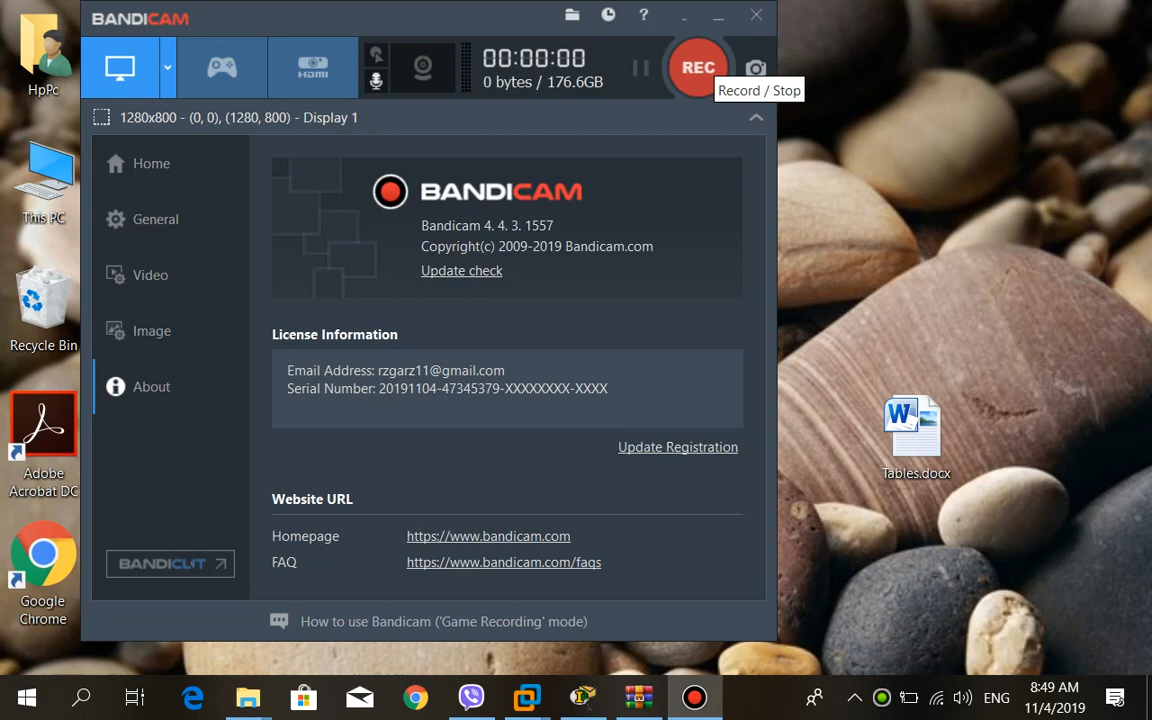 BANDICAM
?
HDMI
00:00:00
0 bytes / 176.6GB
REC
Record / Stop
1280x800 - (0, 0), (1280, 800) - Display 1
Home
General
Video
Image
About
BANDICUT
BANDICAM
Bandicam 4. 4. 3. 1557
Copyright(c) 2009-2019 Bandicam.com
Update check
License Information
Email Address: rzgarz11@gmail.com
Serial Number: 20191104-47345379-XXXXXXXX-XXXX
Update Registration
Website URL
Homepage https://www.bandicam.com
FAQ https://www.bandicam.com/faqs
How to use Bandicam ('Game Recording' mode)
HpPc
This PC
Recycle Bin
Adobe
Acrobat DC
Google
Chrome
W
Tables.docx
ENG
8:49 AM
11/4/2019